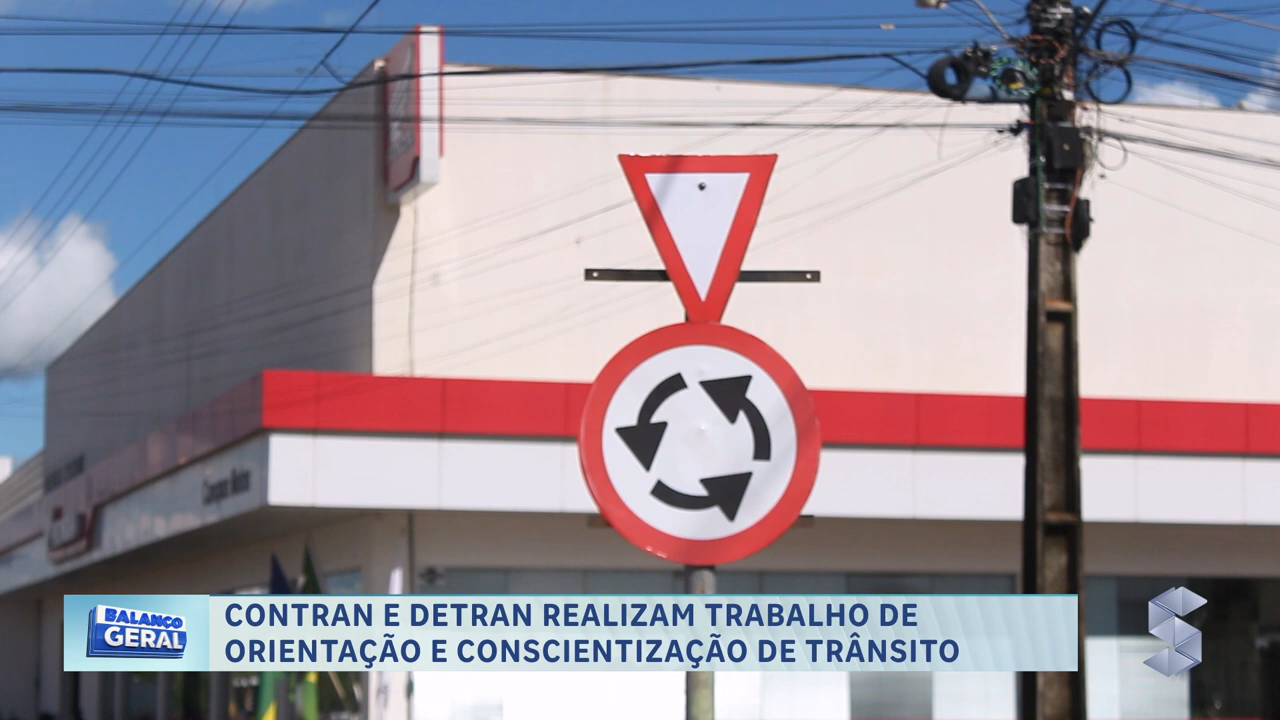 BALANÇO
GERAL
CONTRAN E DETRAN REALIZAM TRABALHO DE
ORIENTAÇÃO E CONSCIENTIZAÇÃO DE TRÂNSITO